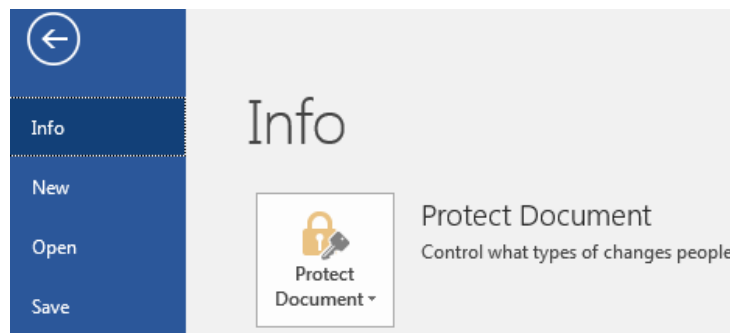 Info
New
Open
Save
Info
Protect
Document
Protect Document
Control what types of changes people